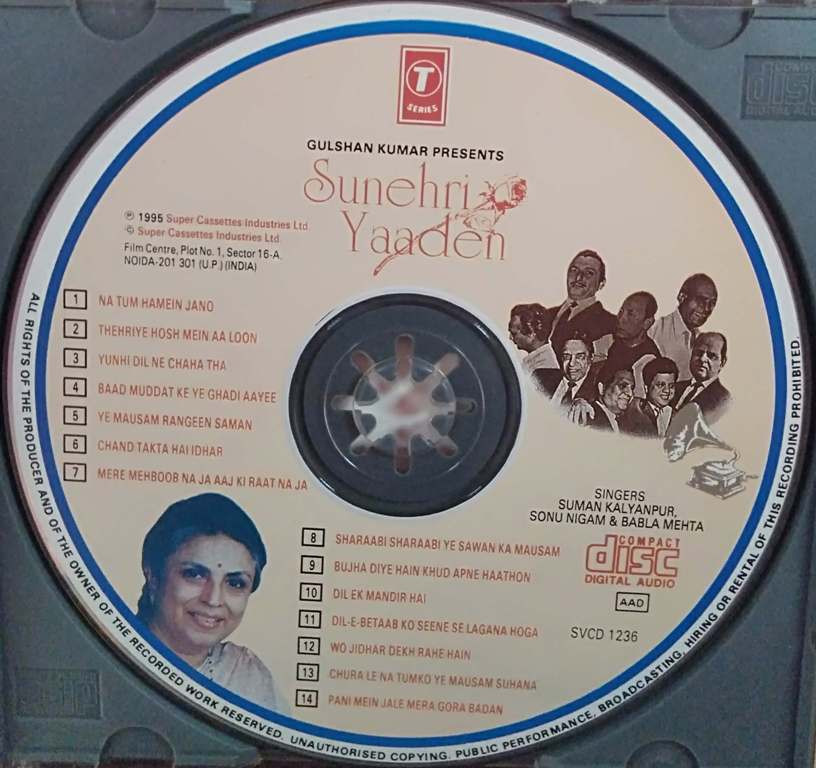 T
SERIES
GULSHAN KUMAR PRESENTS
Sunehri
Yaaden
℗ 1995 Super Cassettes Industries Ltd.
© Super Cassettes Industries Ltd.
Film Centre, Plot No. 1, Sector 16-A.
NOIDA-201 301 (U.P.) (INDIA)
1 NA TUM HAMEIN JANO
2 THEHRIYE HOSH MEIN AA LOON
3 YUNHI DIL NE CHAHA THA
4 BAAD MUDDAT KE YE GHADI AAYEE
5 YE MAUSAM RANGEEN SAMAN
6 CHAND TAKTA HAI IDHAR
7 MERE MEHBOOB NA JA AAJ KI RAAT NA JA
SINGERS
SUMAN KALYANPUR,
SONU NIGAM & BABLA MEHTA
8 SHARAABI SHARAABI YE SAWAN KA MAUSAM
9 BUJHA DIYE HAIN KHUD APNE HAATHON
10 DIL EK MANDIR HAI
11 DIL-E-BETAAB KO SEENE SE LAGANA HOGA
12 WO JIDHAR DEKH RAHE HAIN
13 CHURA LE NA TUMKO YE MAUSAM SUHANA
14 PANI MEIN JALE MERA GORA BADAN
COMPACT
disc
DIGITAL AUDIO
AAD
SVCD 1236
ALL RIGHTS OF THE PRODUCER AND OF THE OWNER OF THE RECORDED WORK RESERVED. UNAUTHORISED COPYING. PUBLIC PERFORMANCE, BROADCASTING, HIRING OR RENTAL OF THIS RECORDING PROHIBITED.